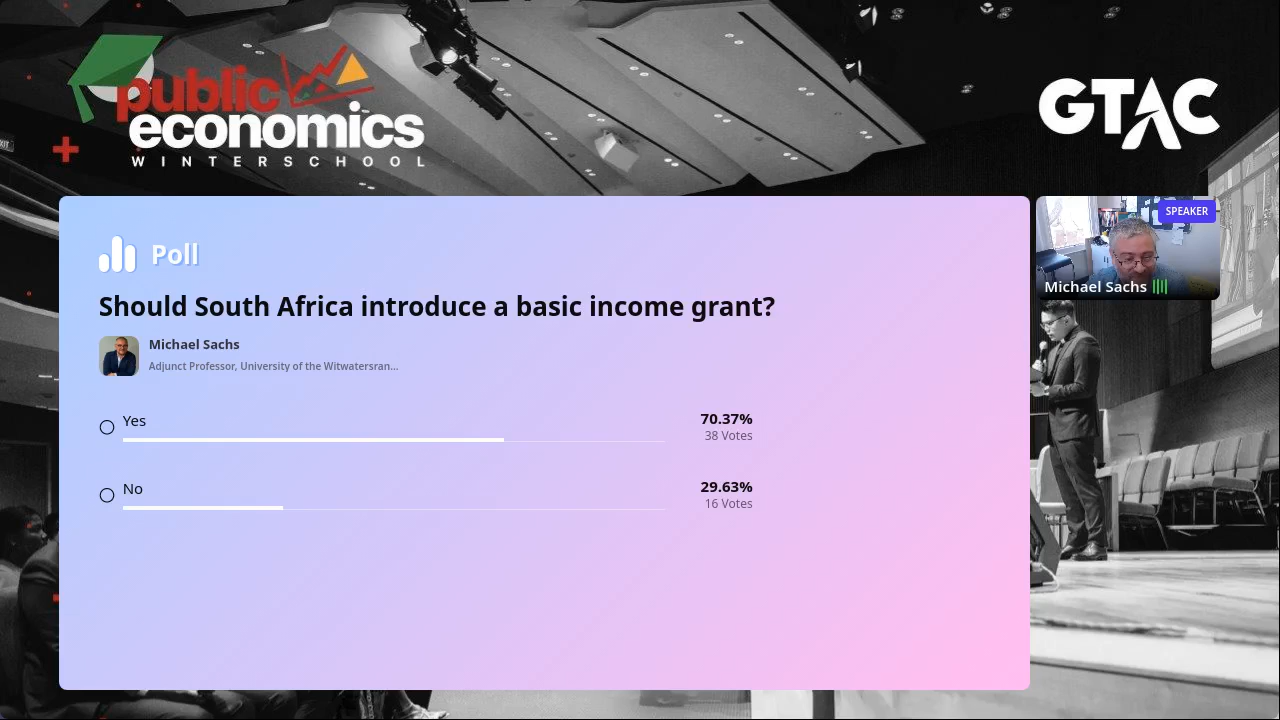 public
economics
WINTERSCHOOL
GTAC
SPEAKER
Michael Sachs
Poll
Should South Africa introduce a basic income grant?
Michael Sachs
Adjunct Professor, University of the Witwatersran...
Yes
70.37%
38 Votes
No
29.63%
16 Votes